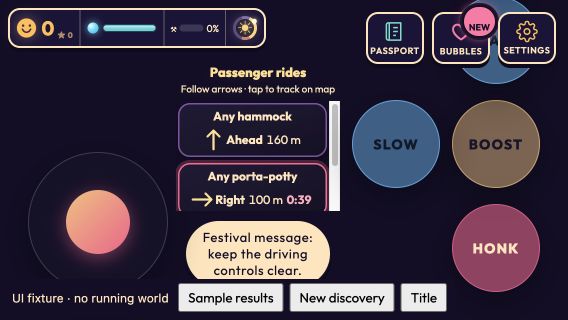 0
★ 0
0%
PASSPORT
BUBBLES
NEW
SETTINGS
Passenger rides
Follow arrows · tap to track on map
Any hammock
Ahead 160 m
Any porta-potty
Right 100 m 0:39
SLOW
BOOST
HONK
Festival message:
keep the driving
controls clear.
UI fixture · no running world
Sample results
New discovery
Title